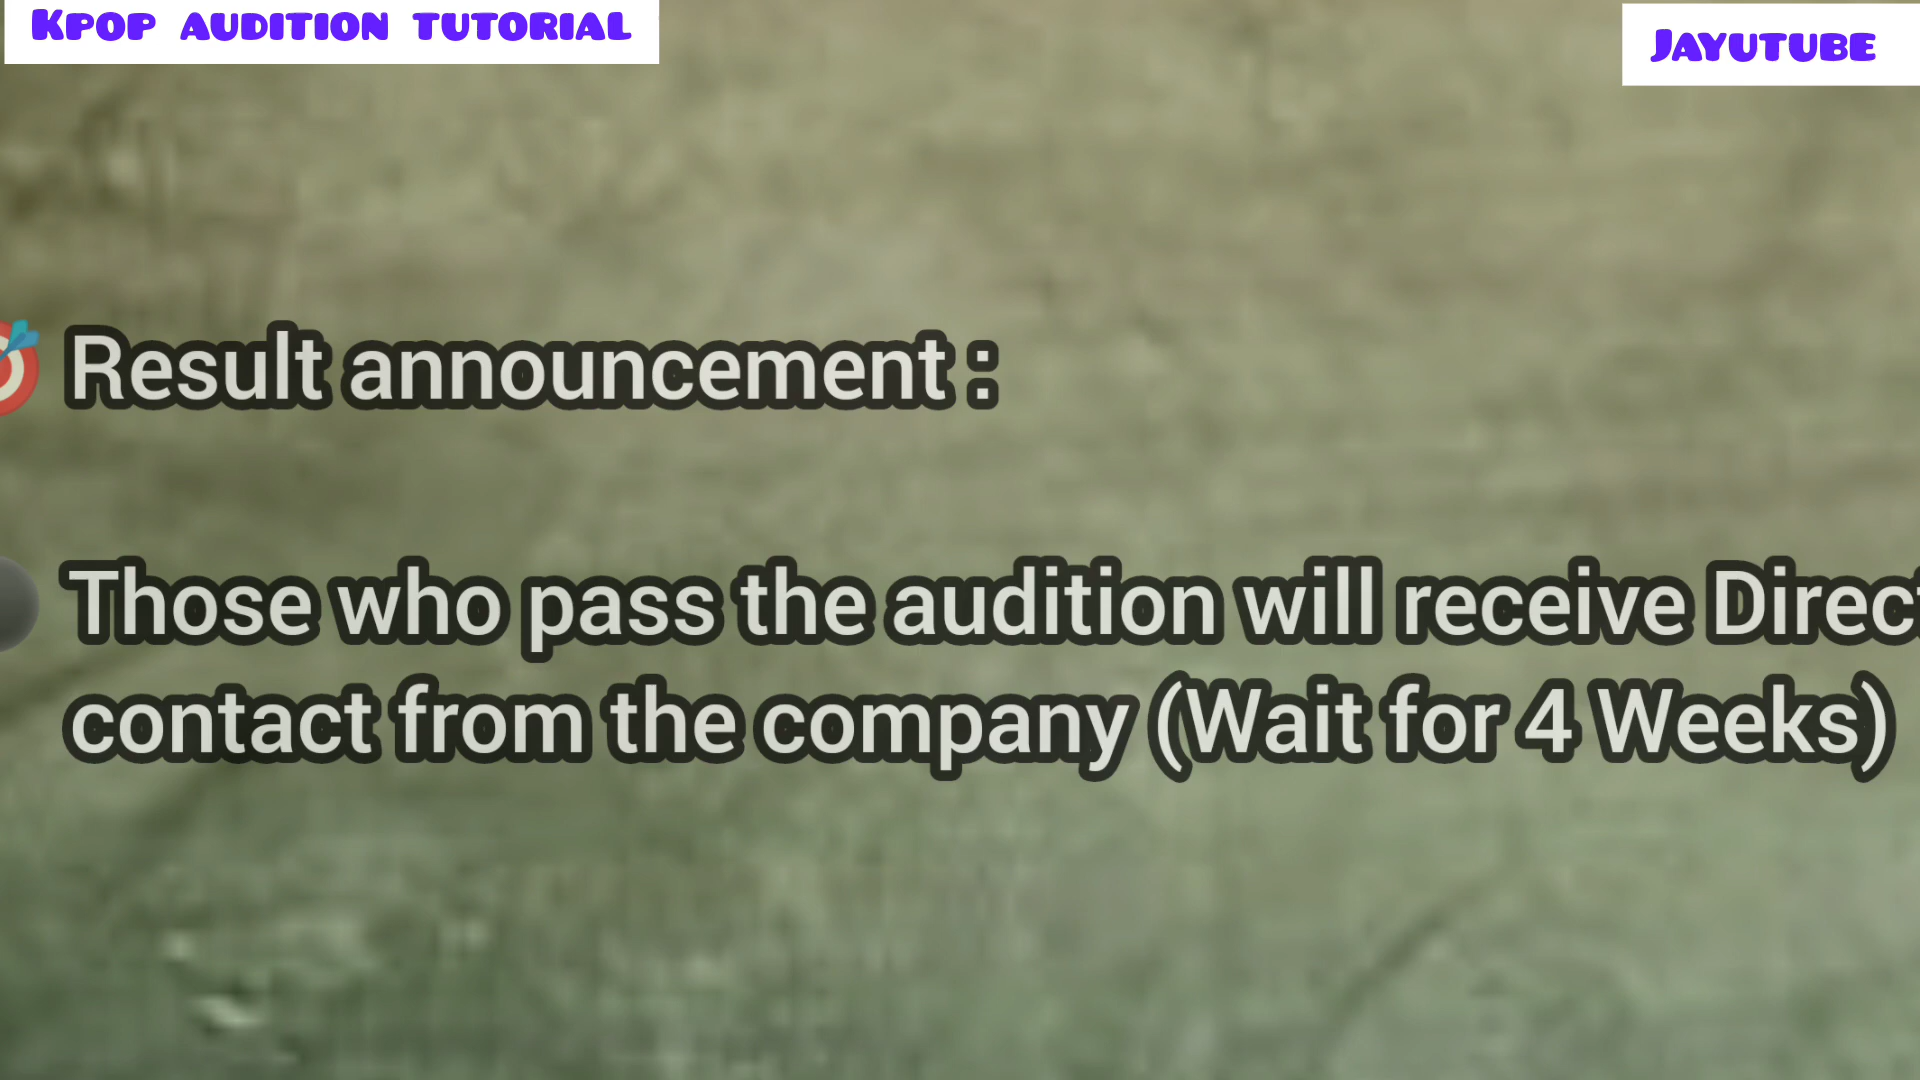 Kpop audition tutorial
Jayutube
Result announcement :
Those who pass the audition will receive Direct
contact from the company (Wait for 4 Weeks)